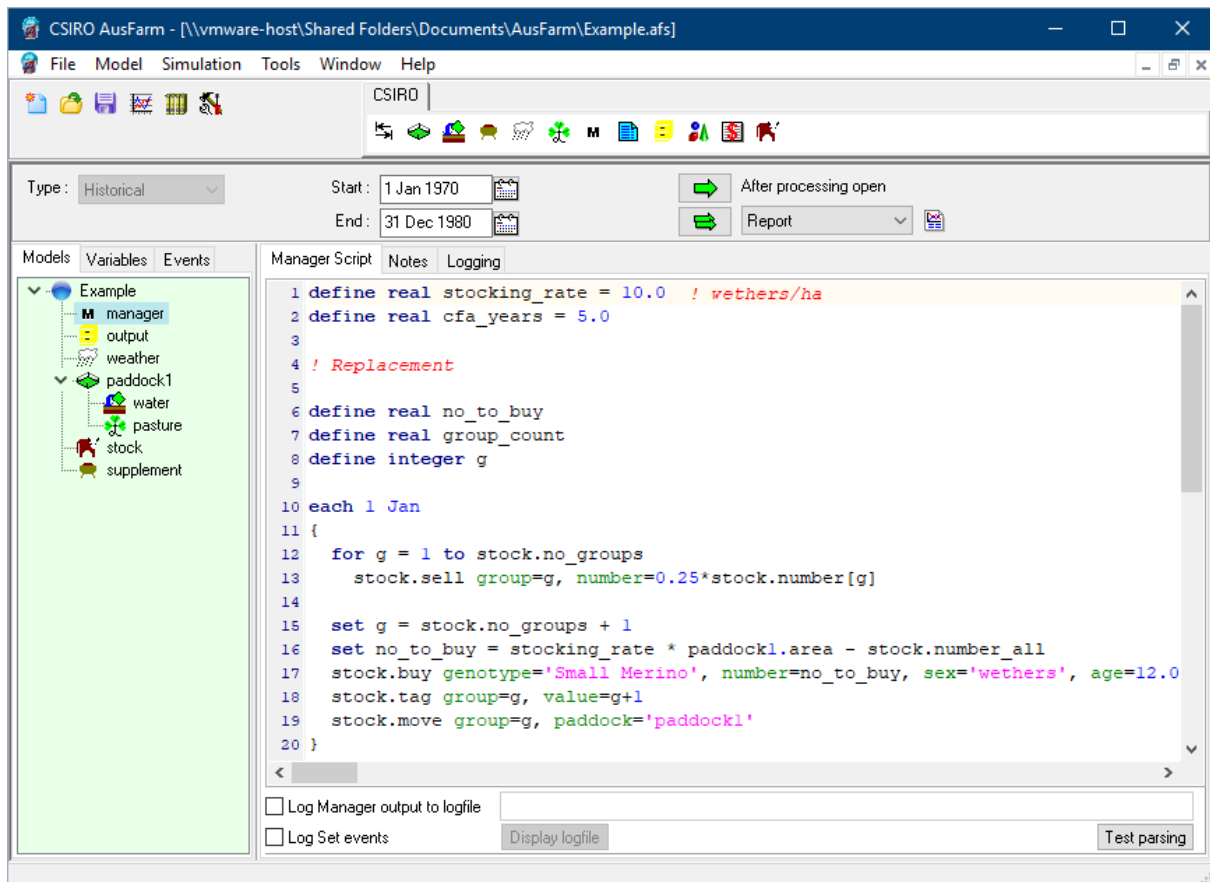 CSIRO AusFarm - [\\vmware-host\Shared Folders\Documents\AusFarm\Example.afs]
File Model Simulation Tools Window Help
CSIRO
M
Type : Historical
Start : 1 Jan 1970
After processing open
End : 31 Dec 1980
Report
Models Variables Events
Manager Script Notes Logging
Example
M manager
output
weather
paddock1
water
pasture
stock
supplement
1 define real stocking_rate = 10.0 ! wethers/ha
2 define real cfa_years = 5.0
3
4 ! Replacement
5
6 define real no_to_buy
7 define real group_count
8 define integer g
9
10 each 1 Jan
11 {
12 for g = 1 to stock.no_groups
13 stock.sell group=g, number=0.25*stock.number[g]
14
15 set g = stock.no_groups + 1
16 set no_to_buy = stocking_rate * paddock1.area - stock.number_all
17 stock.buy genotype='Small Merino', number=no_to_buy, sex='wethers', age=12.0
18 stock.tag group=g, value=g+1
19 stock.move group=g, paddock='paddock1'
20 }
Log Manager output to logfile
Log Set events
Display logfile
Test parsing